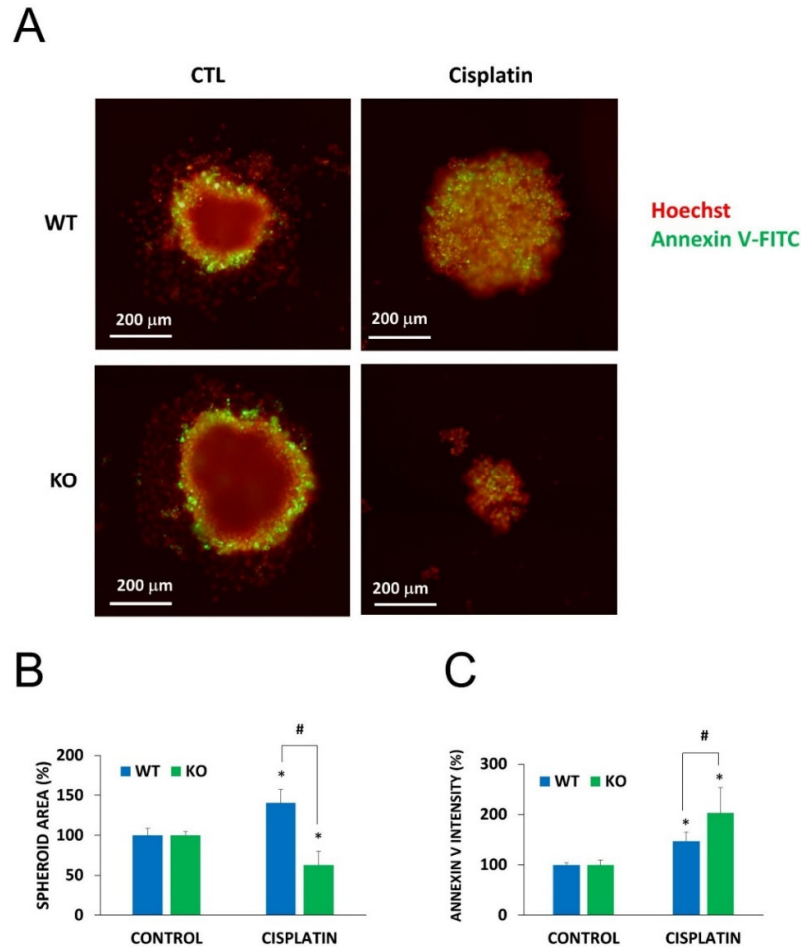 A
CTL Cisplatin
WT
Hoechst
Annexin V-FITC
200 μm
200 μm
KO
200 μm
200 μm
B
SPHEROID AREA (%)
200
150
100
50
0
WT KO
#
*
*
CONTROL CISPLATIN
C
ANNEXIN V INTENSITY (%)
300
200
100
0
WT KO
#
*
*
CONTROL CISPLATIN